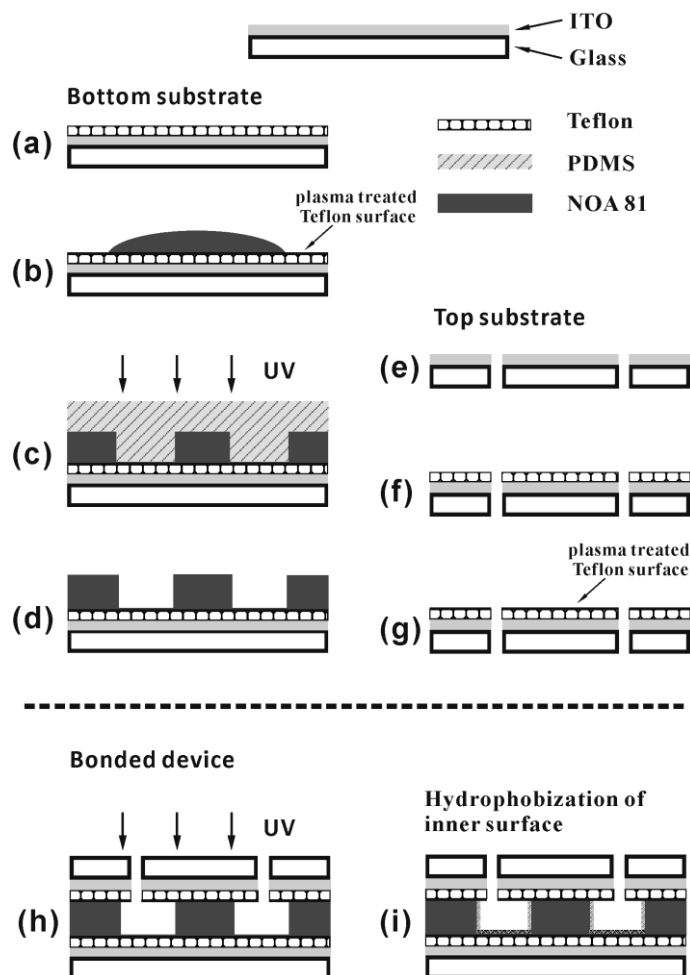 ITO
Glass
Bottom substrate
(a)
Teflon
PDMS
NOA 81
plasma treated
Teflon surface
(b)
Top substrate
(e)
UV
(c)
(f)
plasma treated
Teflon surface
(d)
(g)
Bonded device
UV
Hydrophobization of
inner surface
(h)
(i)